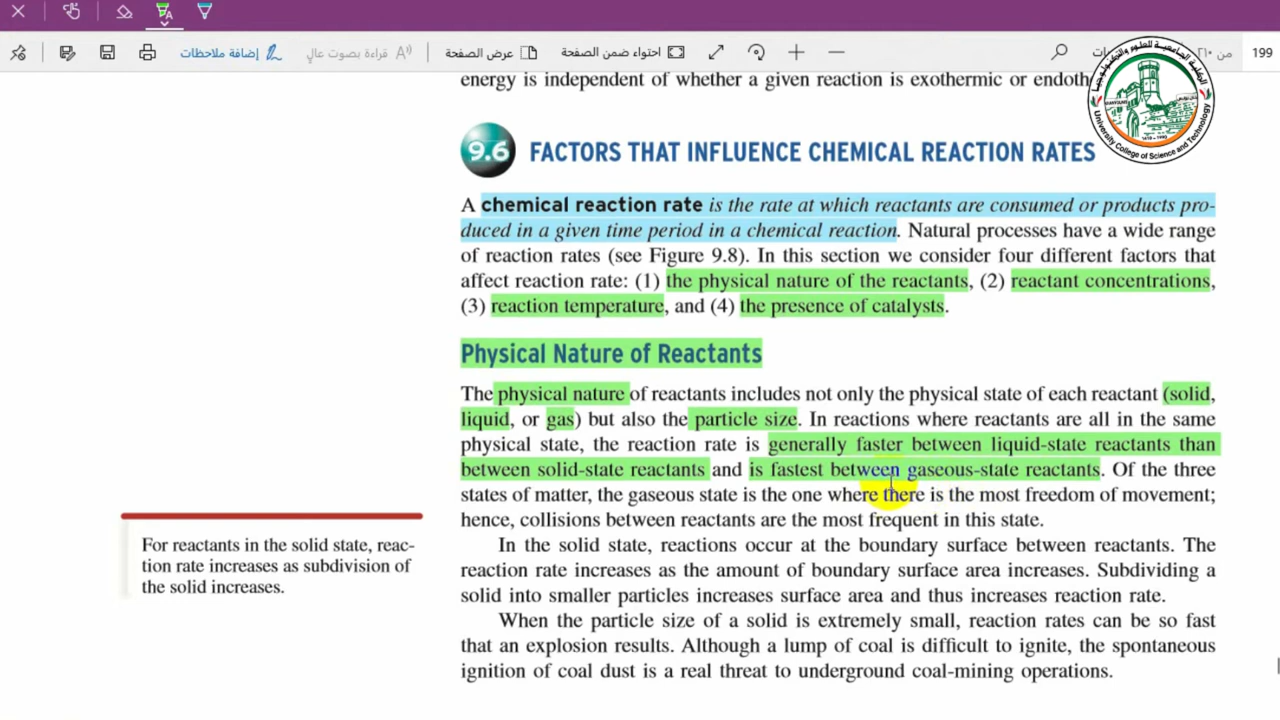 إضافة ملاحظات
قراءة بصوت عالٍ
عرض الصفحة
احتواء ضمن الصفحة
من ٢١٠
199
energy is independent of whether a given reaction is exothermic or endoth
9.6 FACTORS THAT INFLUENCE CHEMICAL REACTION RATES
University College of Science and Technology
A chemical reaction rate is the rate at which reactants are consumed or products pro-
duced in a given time period in a chemical reaction. Natural processes have a wide range
of reaction rates (see Figure 9.8). In this section we consider four different factors that
affect reaction rate: (1) the physical nature of the reactants, (2) reactant concentrations,
(3) reaction temperature, and (4) the presence of catalysts.
Physical Nature of Reactants
The physical nature of reactants includes not only the physical state of each reactant (solid,
liquid, or gas) but also the particle size. In reactions where reactants are all in the same
physical state, the reaction rate is generally faster between liquid-state reactants than
between solid-state reactants and is fastest between gaseous-state reactants. Of the three
states of matter, the gaseous state is the one where there is the most freedom of movement;
hence, collisions between reactants are the most frequent in this state.
In the solid state, reactions occur at the boundary surface between reactants. The
reaction rate increases as the amount of boundary surface area increases. Subdividing a
solid into smaller particles increases surface area and thus increases reaction rate.
When the particle size of a solid is extremely small, reaction rates can be so fast
that an explosion results. Although a lump of coal is difficult to ignite, the spontaneous
ignition of coal dust is a real threat to underground coal-mining operations.
For reactants in the solid state, reac-
tion rate increases as subdivision of
the solid increases.